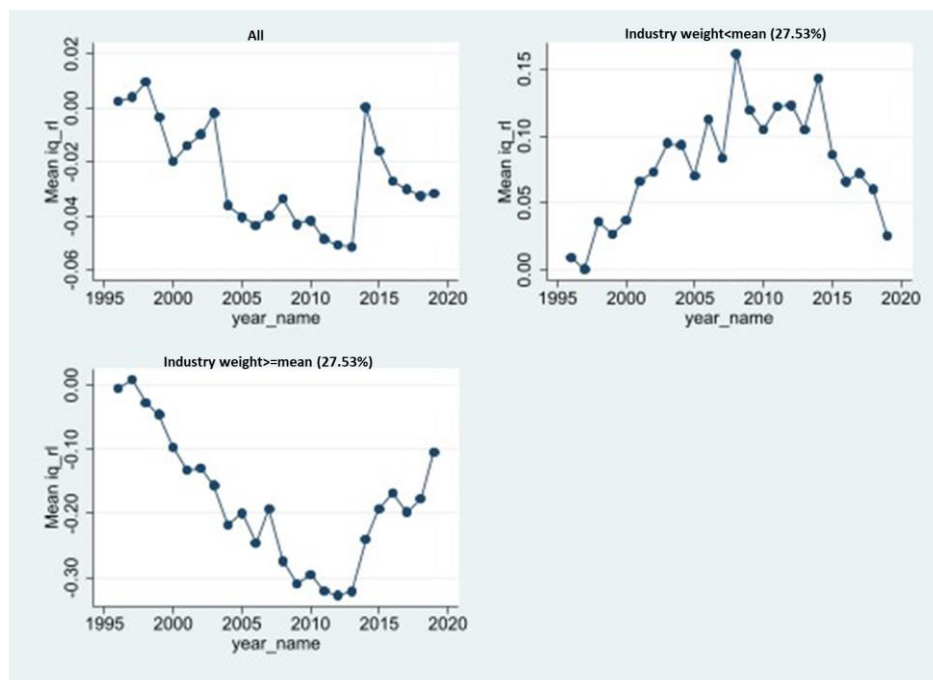 All
Mean iq_rl
0.02
0.00
-0.02
-0.04
-0.06
1995 2000 2005 2010 2015 2020
year_name
Industry weight<mean (27.53%)
Mean iq_rl
0.15
0.10
0.05
0.00
1995 2000 2005 2010 2015 2020
year_name
Industry weight>=mean (27.53%)
Mean iq_rl
0.00
-0.10
-0.20
-0.30
1995 2000 2005 2010 2015 2020
year_name